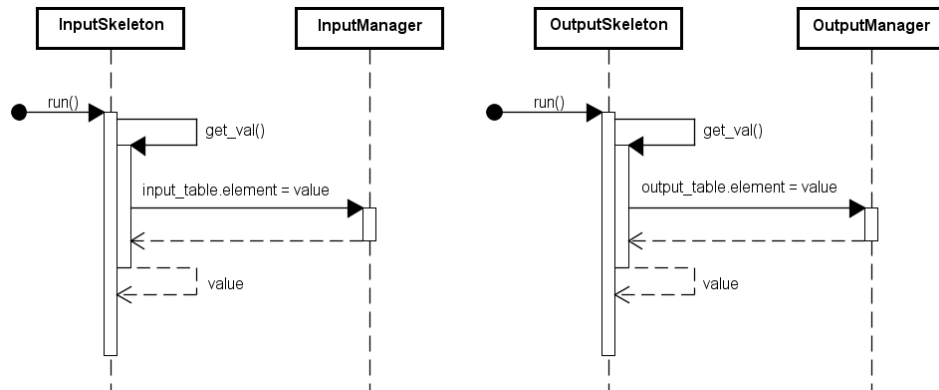 InputSkeleton
InputManager
run()
get_val()
input_table.element = value
value
OutputSkeleton
OutputManager
run()
get_val()
output_table.element = value
value